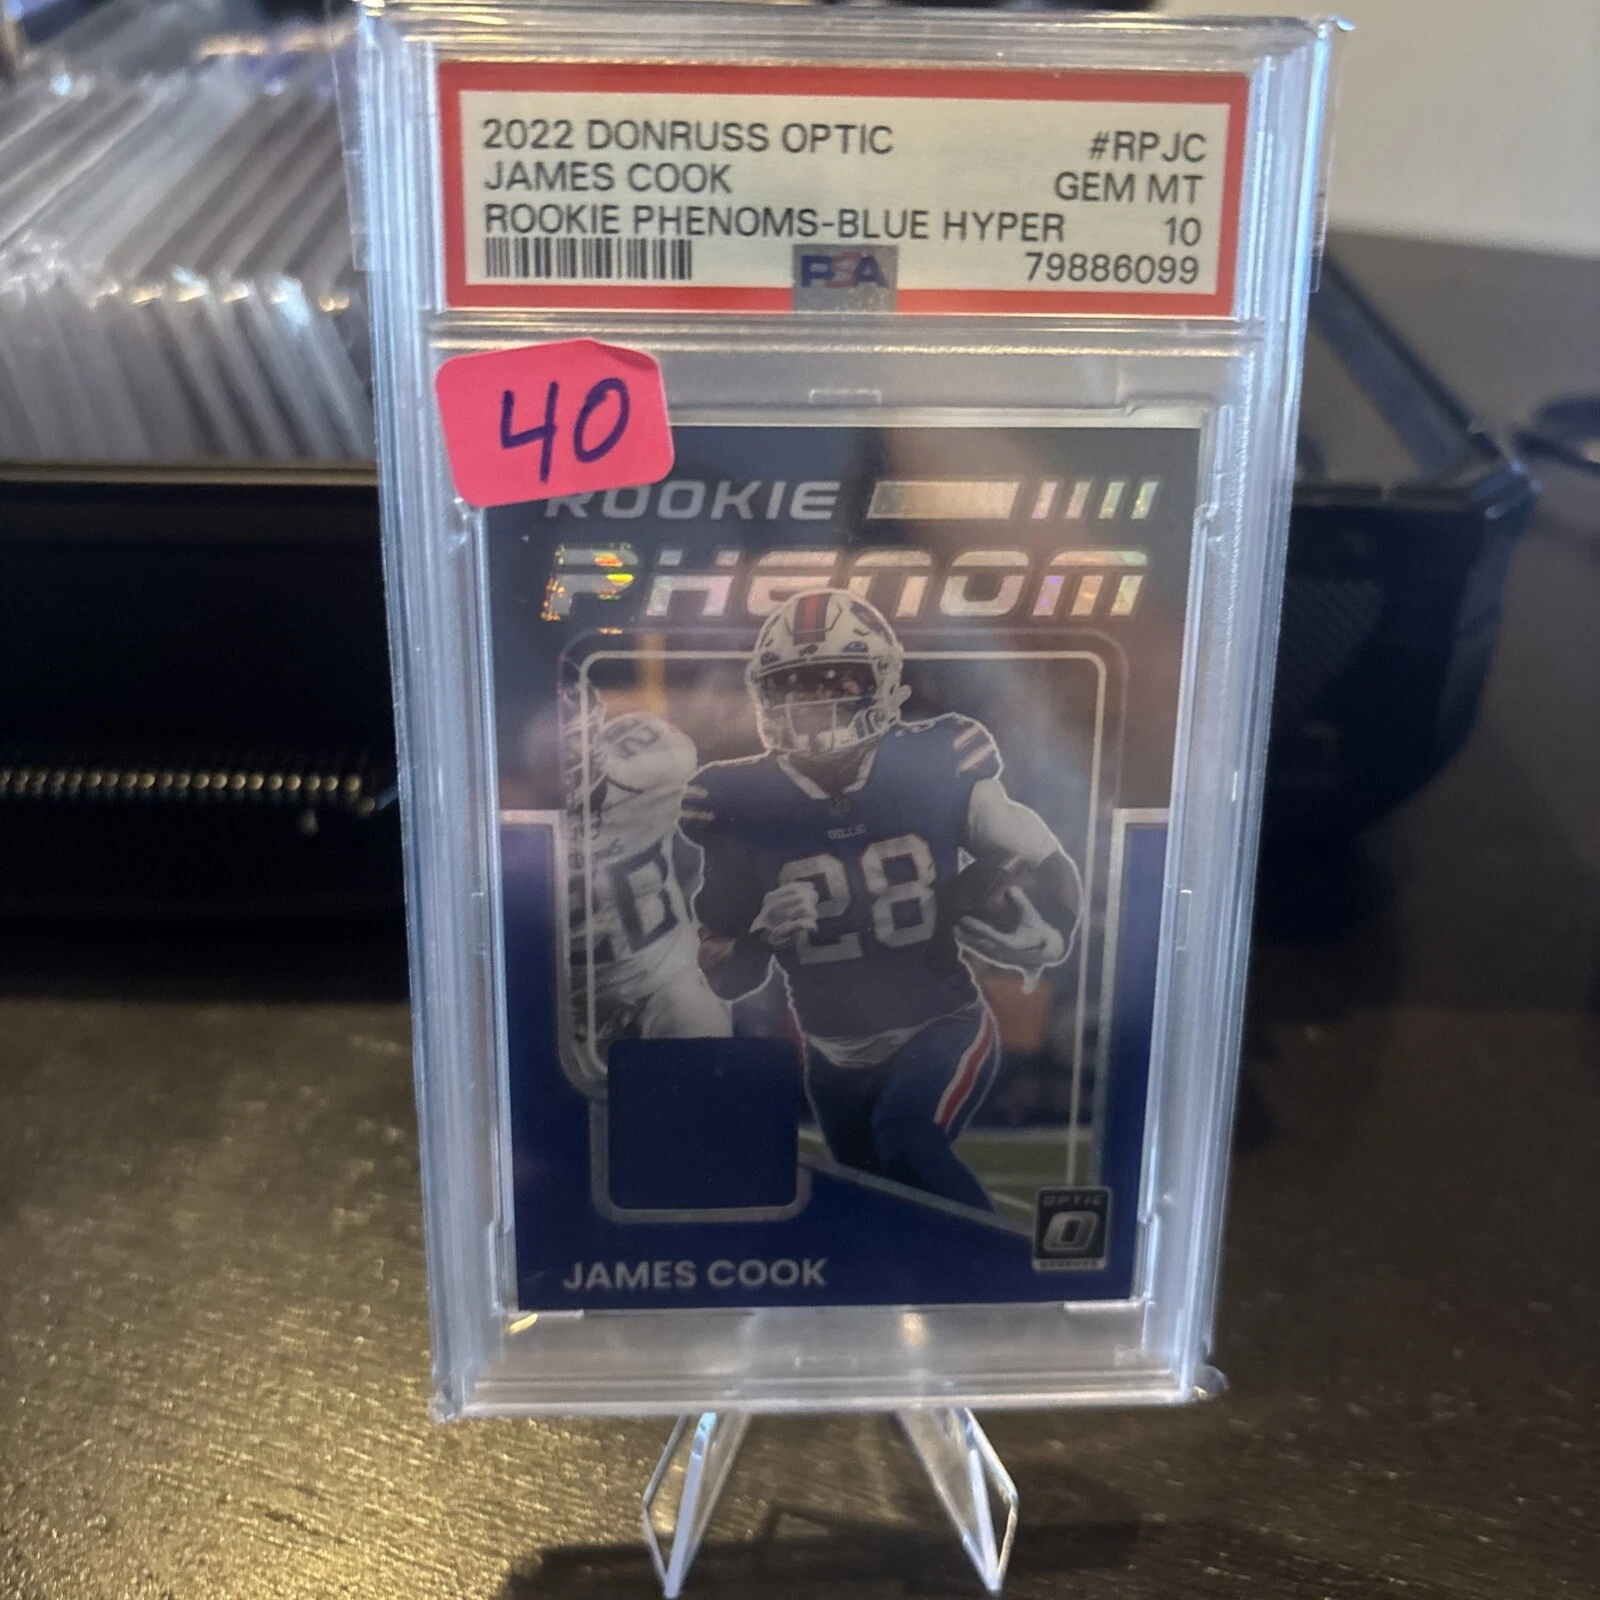 2022 DONRUSS OPTIC #RPJC
JAMES COOK GEM MT
ROOKIE PHENOMS-BLUE HYPER 10
PSA 79886099
40
ROOKIE
PHENOM
BILLS
28
OPTIC
JAMES COOK